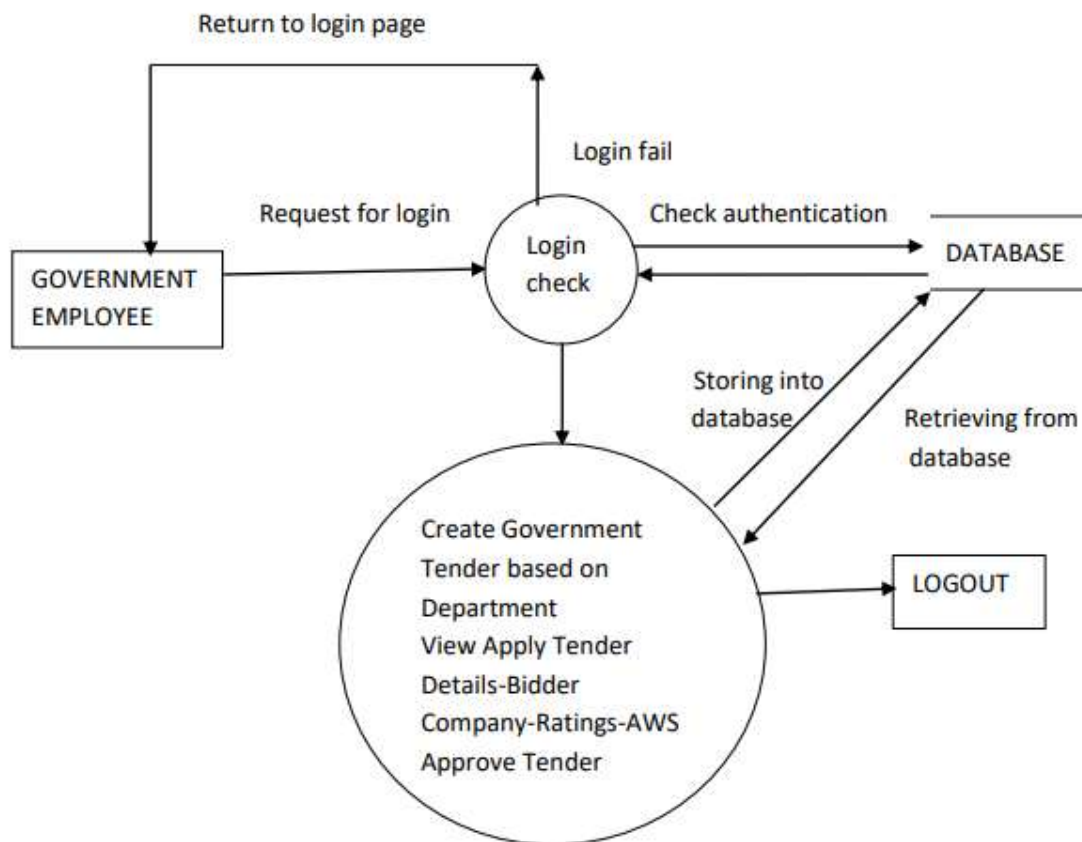 Return to login page
Login fail
Request for login
Check authentication
Login
check
DATABASE
GOVERNMENT
EMPLOYEE
Storing into
database
Retrieving from
database
Create Government
Tender based on
Department
View Apply Tender
Details-Bidder
Company-Ratings-AWS
Approve Tender
LOGOUT